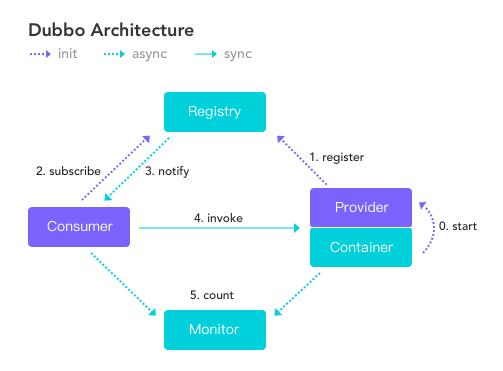 Dubbo Architecture
init async sync
Registry
1. register
2. subscribe 3. notify
Provider
Consumer 4. invoke 0. start
Container
5. count
Monitor